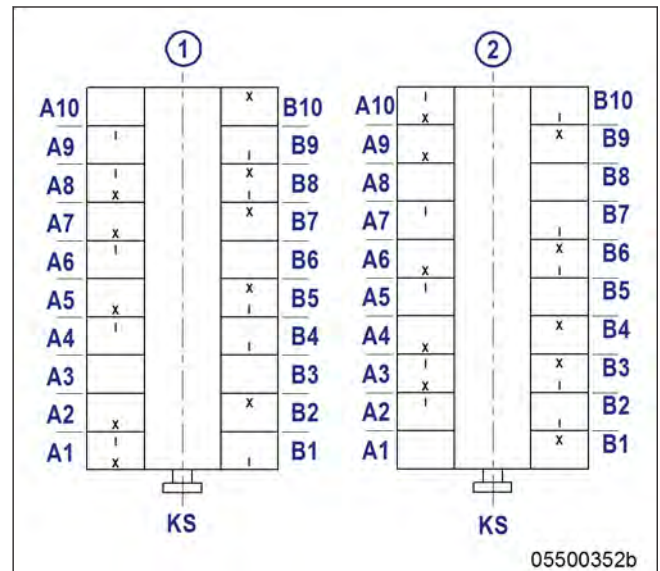 1
A10 x B10
A9 I I B9
A8 I x x I B8
A7 x x B7
A6 I B6
A5 x x I B5
A4 I I B4
A3 B3
A2 x x B2
A1 I x I B1
KS
2
A10 I x I B10
A9 x x B9
A8 B8
A7 I I B7
A6 x x I B6
A5 I B5
A4 x x B4
A3 I x x I B3
A2 I I B2
A1 x B1
KS
05500352b